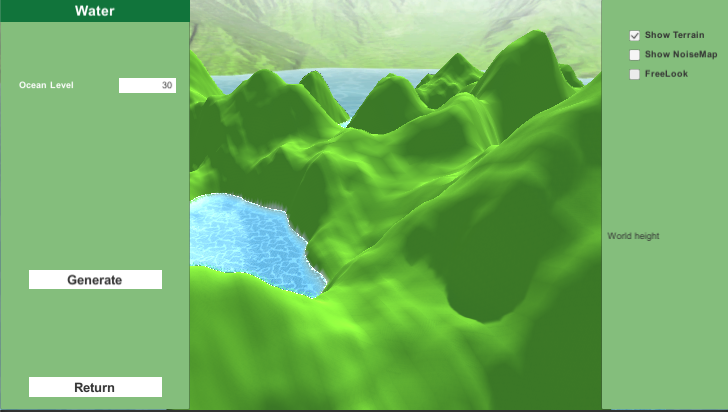 Water
Ocean Level
30
Generate
Return
Show Terrain
Show NoiseMap
FreeLook
World height